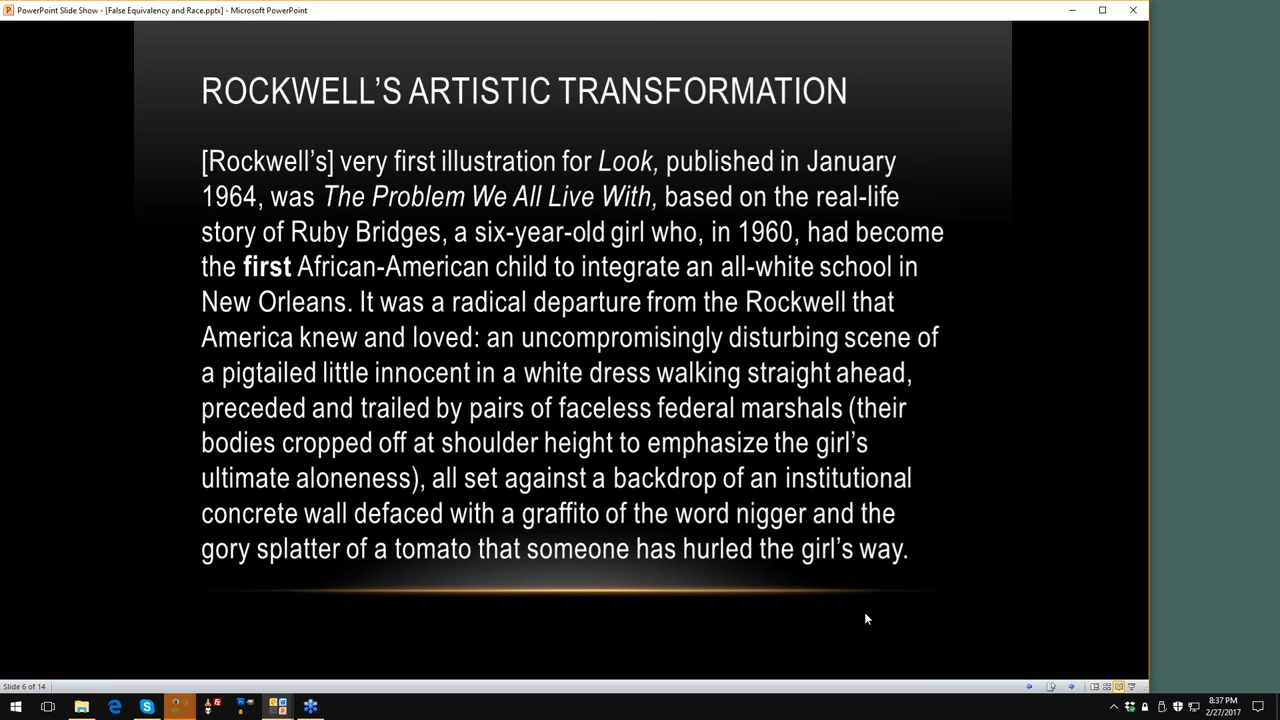 PowerPoint Slide Show - [False Equivalency and Race.pptx] - Microsoft PowerPoint
ROCKWELL'S ARTISTIC TRANSFORMATION
[Rockwell's] very first illustration for Look, published in January
1964, was The Problem We All Live With, based on the real-life
story of Ruby Bridges, a six-year-old girl who, in 1960, had become
the first African-American child to integrate an all-white school in
New Orleans. It was a radical departure from the Rockwell that
America knew and loved: an uncompromisingly disturbing scene of
a pigtailed little innocent in a white dress walking straight ahead,
preceded and trailed by pairs of faceless federal marshals (their
bodies cropped off at shoulder height to emphasize the girl's
ultimate aloneness), all set against a backdrop of an institutional
concrete wall defaced with a graffito of the word nigger and the
gory splatter of a tomato that someone has hurled the girl's way.
Slide 6 of 14
8:37 PM
2/27/2017